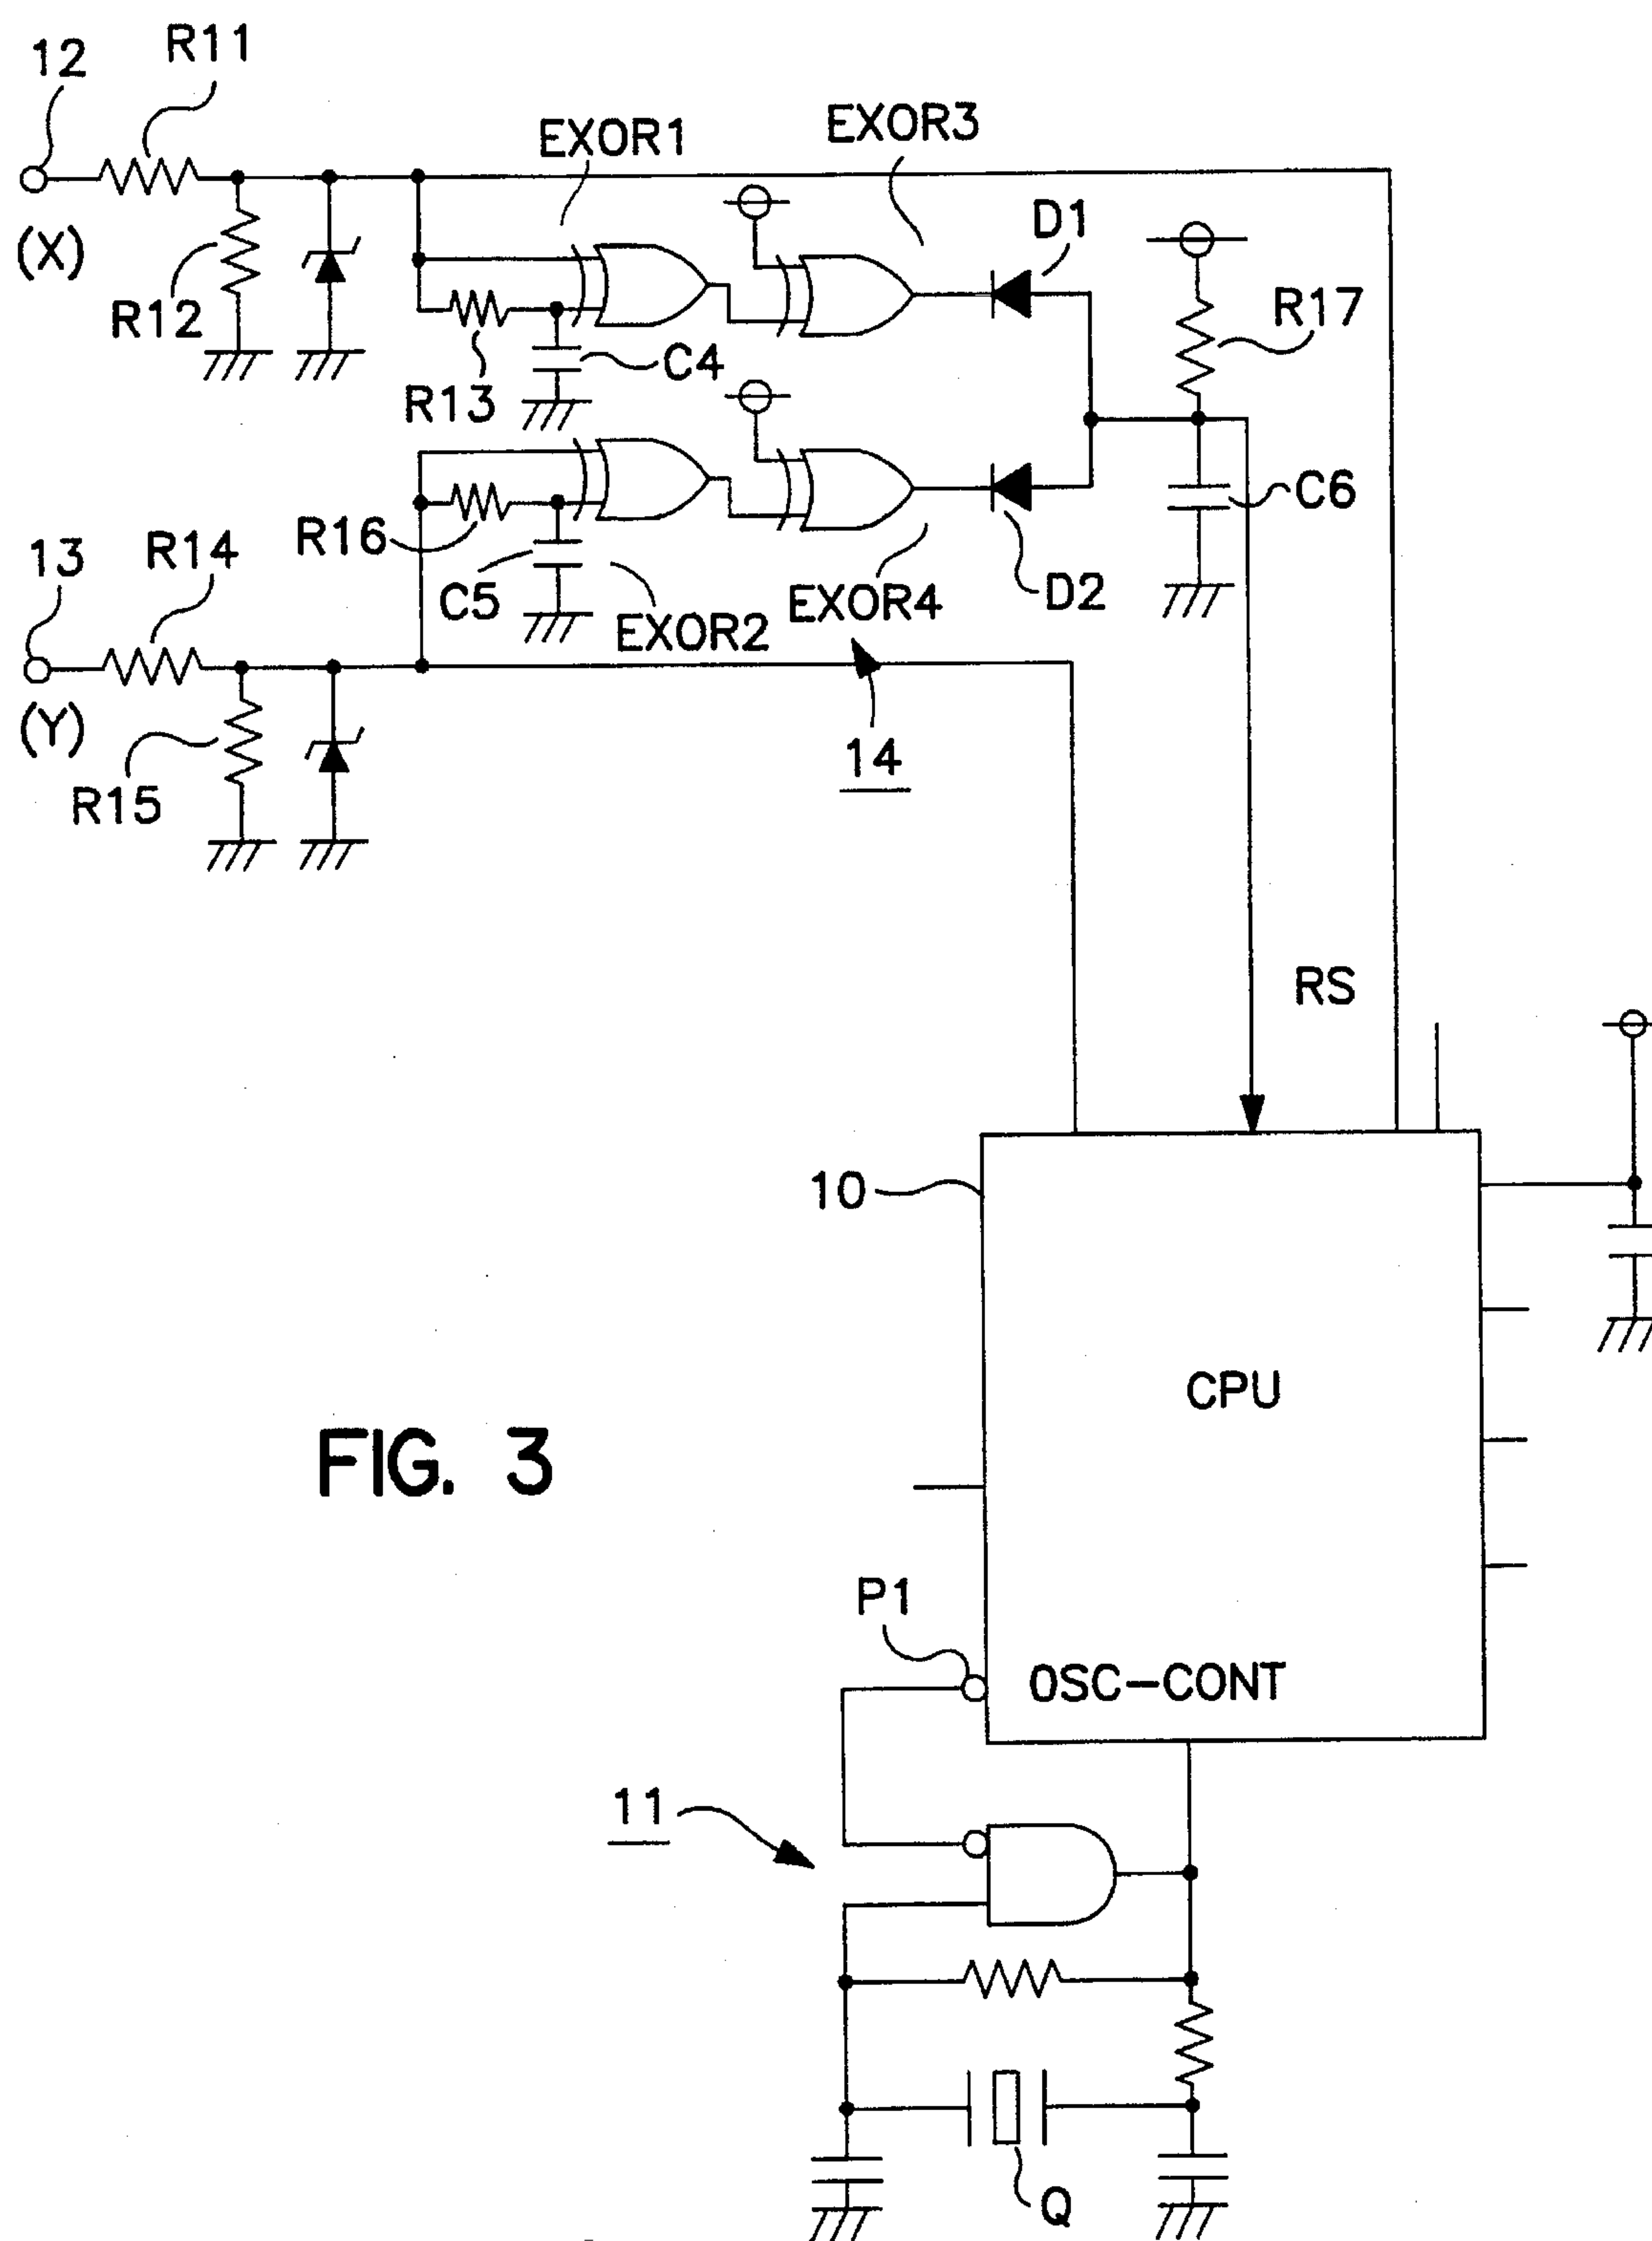 12
R11
EXOR1
EXOR3
D1
(X)
R12
R17
C4
R13
C6
R16
13
R14
C5
EXOR2
EXOR4
D2
(Y)
R15
14
RS
10
CPU
FIG. 3
P1
OSC-CONT
11
Q